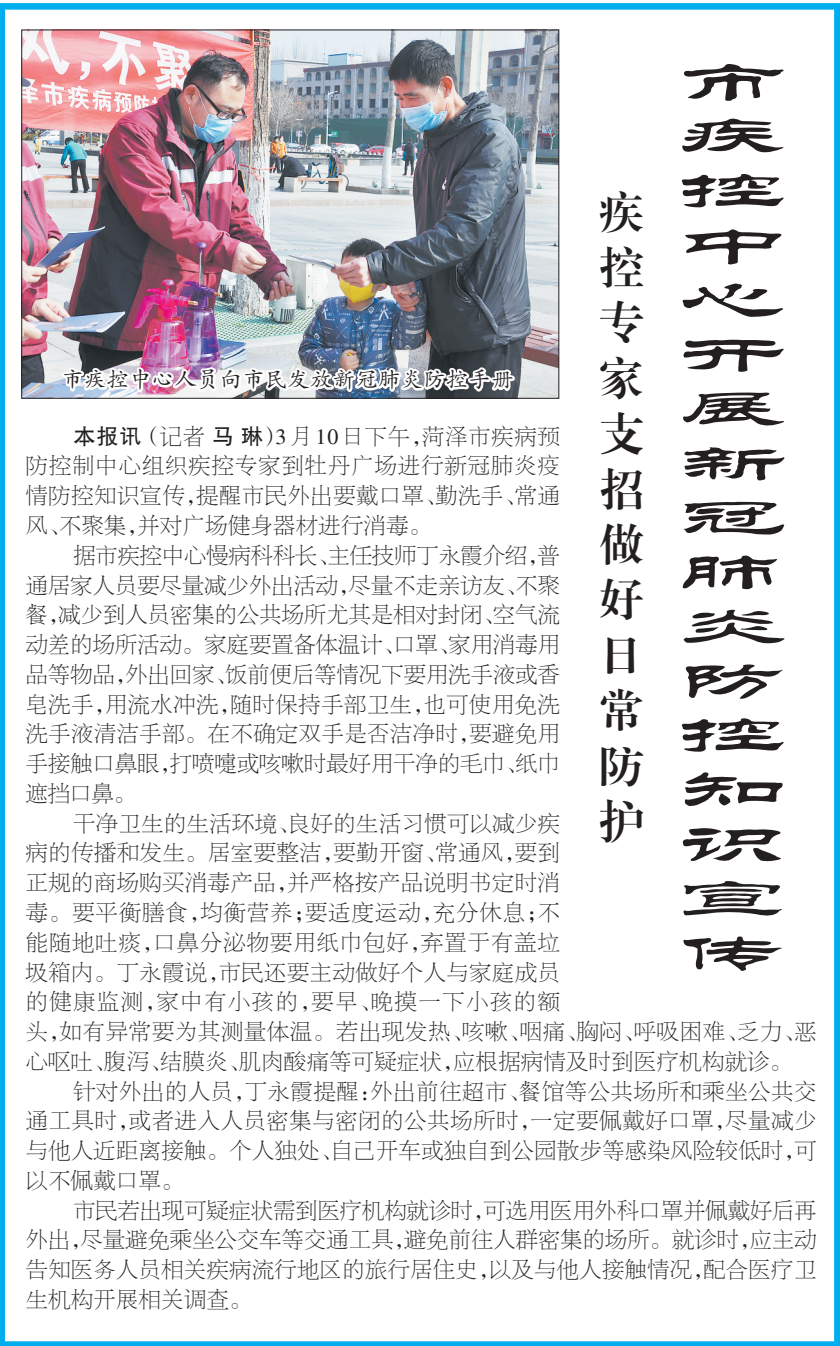 市疾控中心开展新冠肺炎防控知识宣传
疾控专家支招做好日常防护
风,不聚
泽市疾病预防
市疾控中心人员向市民发放新冠肺炎防控手册
本报讯 (记者 马 琳)3月10日下午,菏泽市疾病预
防控制中心组织疾控专家到牡丹广场进行新冠肺炎疫
情防控知识宣传,提醒市民外出要戴口罩、勤洗手、常通
风、不聚集,并对广场健身器材进行消毒。
据市疾控中心慢病科科长、主任技师丁永霞介绍,普
通居家人员要尽量减少外出活动,尽量不走亲访友、不聚
餐,减少到人员密集的公共场所尤其是相对封闭、空气流
动差的场所活动。家庭要置备体温计、口罩、家用消毒用
品等物品,外出回家、饭前便后等情况下要用洗手液或香
皂洗手,用流水冲洗,随时保持手部卫生,也可使用免洗
洗手液清洁手部。在不确定双手是否洁净时,要避免用
手接触口鼻眼,打喷嚏或咳嗽时最好用干净的毛巾、纸巾
遮挡口鼻。
干净卫生的生活环境、良好的生活习惯可以减少疾
病的传播和发生。居室要整洁,要勤开窗、常通风,要到
正规的商场购买消毒产品,并严格按产品说明书定时消
毒。要平衡膳食,均衡营养;要适度运动,充分休息;不
能随地吐痰,口鼻分泌物要用纸巾包好,弃置于有盖垃
圾箱内。丁永霞说,市民还要主动做好个人与家庭成员
的健康监测,家中有小孩的,要早、晚摸一下小孩的额
头,如有异常要为其测量体温。若出现发热、咳嗽、咽痛、胸闷、呼吸困难、乏力、恶
心呕吐、腹泻、结膜炎、肌肉酸痛等可疑症状,应根据病情及时到医疗机构就诊。
针对外出的人员,丁永霞提醒:外出前往超市、餐馆等公共场所和乘坐公共交
通工具时,或者进入人员密集与密闭的公共场所时,一定要佩戴好口罩,尽量减少
与他人近距离接触。个人独处、自己开车或独自到公园散步等感染风险较低时,可
以不佩戴口罩。
市民若出现可疑症状需到医疗机构就诊时,可选用医用外科口罩并佩戴好后再
外出,尽量避免乘坐公交车等交通工具,避免前往人群密集的场所。就诊时,应主动
告知医务人员相关疾病流行地区的旅行居住史,以及与他人接触情况,配合医疗卫
生机构开展相关调查。